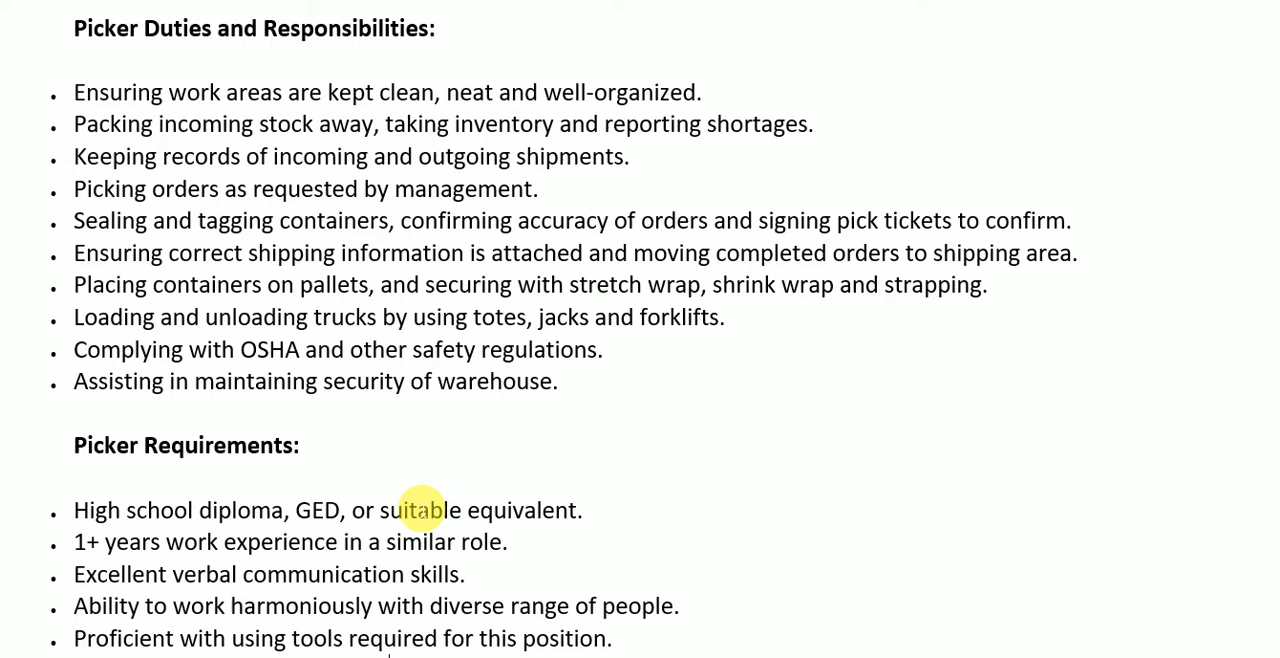 Picker Duties and Responsibilities:
• Ensuring work areas are kept clean, neat and well-organized.
• Packing incoming stock away, taking inventory and reporting shortages.
• Keeping records of incoming and outgoing shipments.
• Picking orders as requested by management.
• Sealing and tagging containers, confirming accuracy of orders and signing pick tickets to confirm.
• Ensuring correct shipping information is attached and moving completed orders to shipping area.
• Placing containers on pallets, and securing with stretch wrap, shrink wrap and strapping.
• Loading and unloading trucks by using totes, jacks and forklifts.
• Complying with OSHA and other safety regulations.
• Assisting in maintaining security of warehouse.
Picker Requirements:
• High school diploma, GED, or suitable equivalent.
• 1+ years work experience in a similar role.
• Excellent verbal communication skills.
• Ability to work harmoniously with diverse range of people.
• Proficient with using tools required for this position.